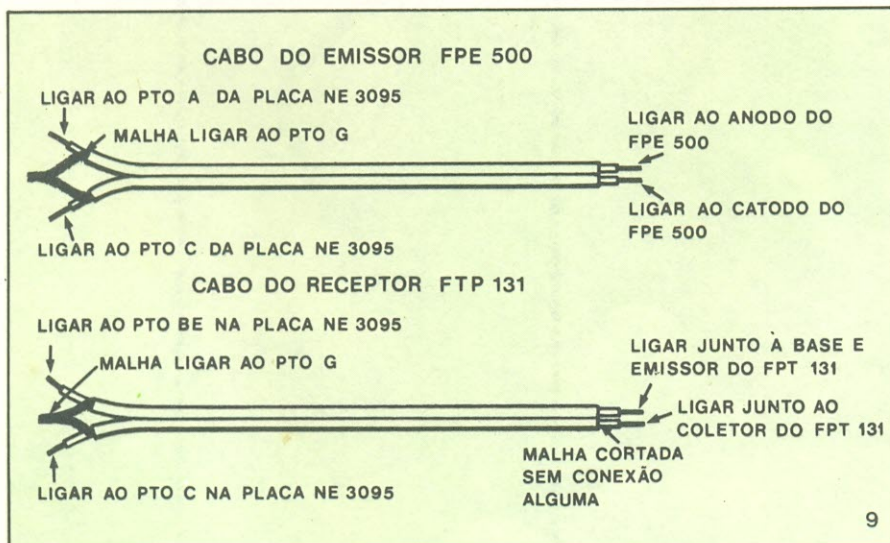 CABO DO EMISSOR FPE 500
LIGAR AO PTO A DA PLACA NE 3095
MALHA LIGAR AO PTO G
LIGAR AO ANODO DO
FPE 500
LIGAR AO CATODO DO
FPE 500
LIGAR AO PTO C DA PLACA NE 3095
CABO DO RECEPTOR FTP 131
LIGAR AO PTO BE NA PLACA NE 3095
MALHA LIGAR AO PTO G
LIGAR JUNTO À BASE E
EMISSOR DO FPT 131
LIGAR JUNTO AO
COLETOR DO FPT 131
MALHA CORTADA
SEM CONEXÃO
ALGUMA
LIGAR AO PTO C NA PLACA NE 3095
9